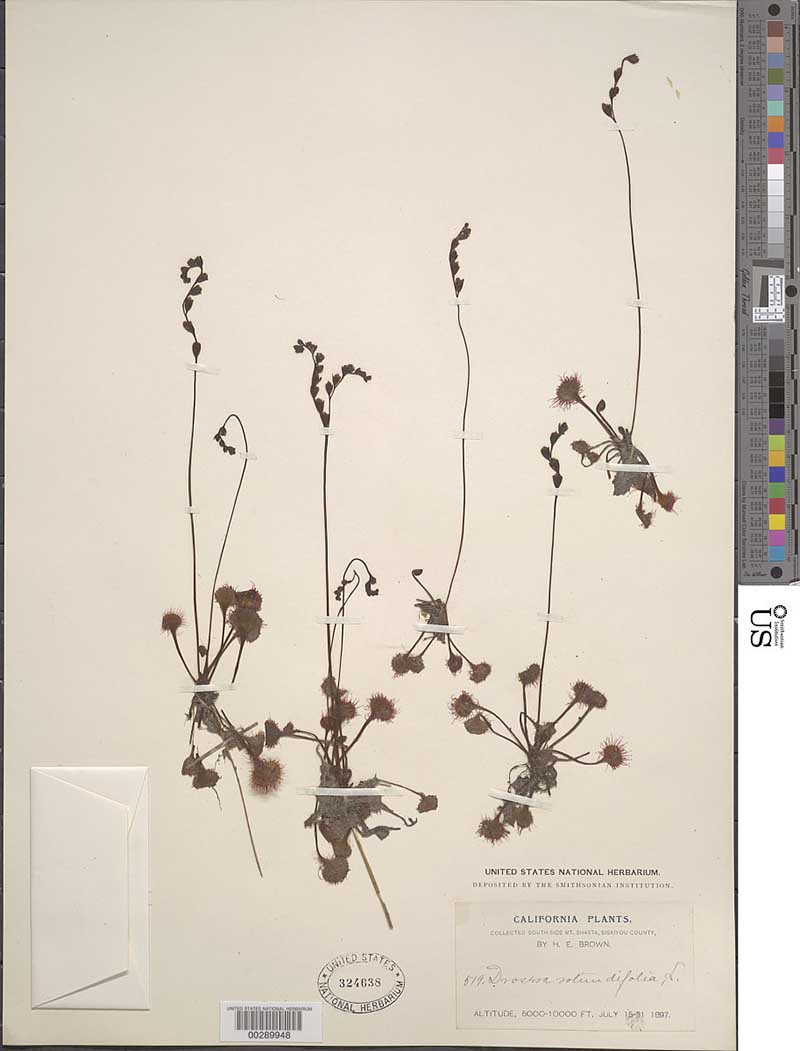 Smithsonian
Institution
US
UNITED STATES NATIONAL HERBARIUM.
DEPOSITED BY THE SMITHSONIAN INSTITUTION.
CALIFORNIA PLANTS,
COLLECTED SOUTH SIDE MT. SHASTA, SISKIYOU COUNTY,
BY H. E. BROWN.
519. Drosera rotundifolia, L.
ALTITUDE, 5000-10000 FT. JULY 15-31 1897.
UNITED STATES
324638
NATIONAL HERBARIUM
UNITED STATES NATIONAL HERBARIUM
00289948